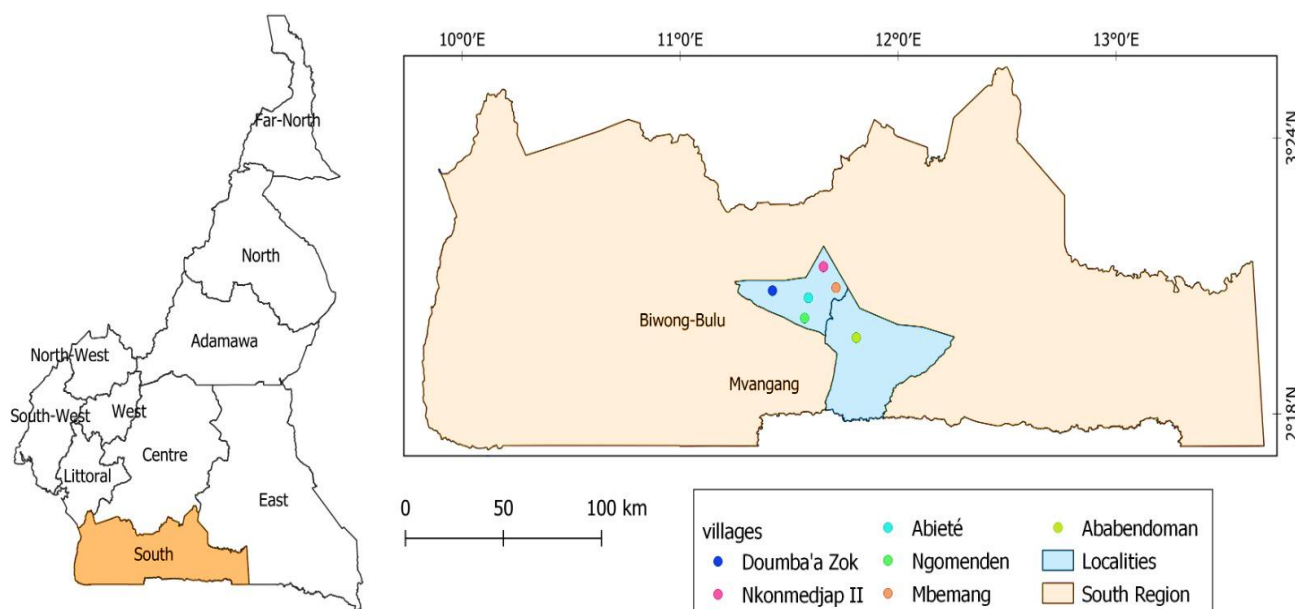 Far-North
North
Adamawa
North-West
South-West
West
Littoral
Centre
East
South
10°0'E 11°0'E 12°0'E 13°0'E
3°24'N
2°18'N
Biwong-Bulu
Mvangang
0 50 100 km
villages
Doumba'a Zok
Nkonmedjap II
Abieté
Ngomenden
Mbemang
Ababendoman
Localities
South Region